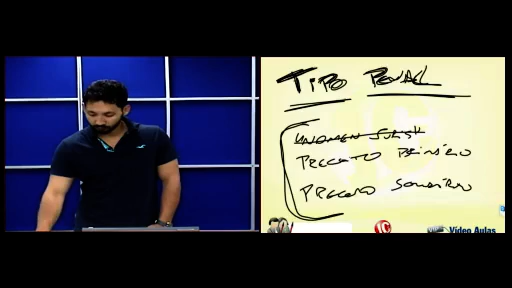 TIPO PENAL
NOMEN JURIS
PRECEITO PRIMÁRIO
PRECEITO SECUNDÁRIO
Vídeo Aulas